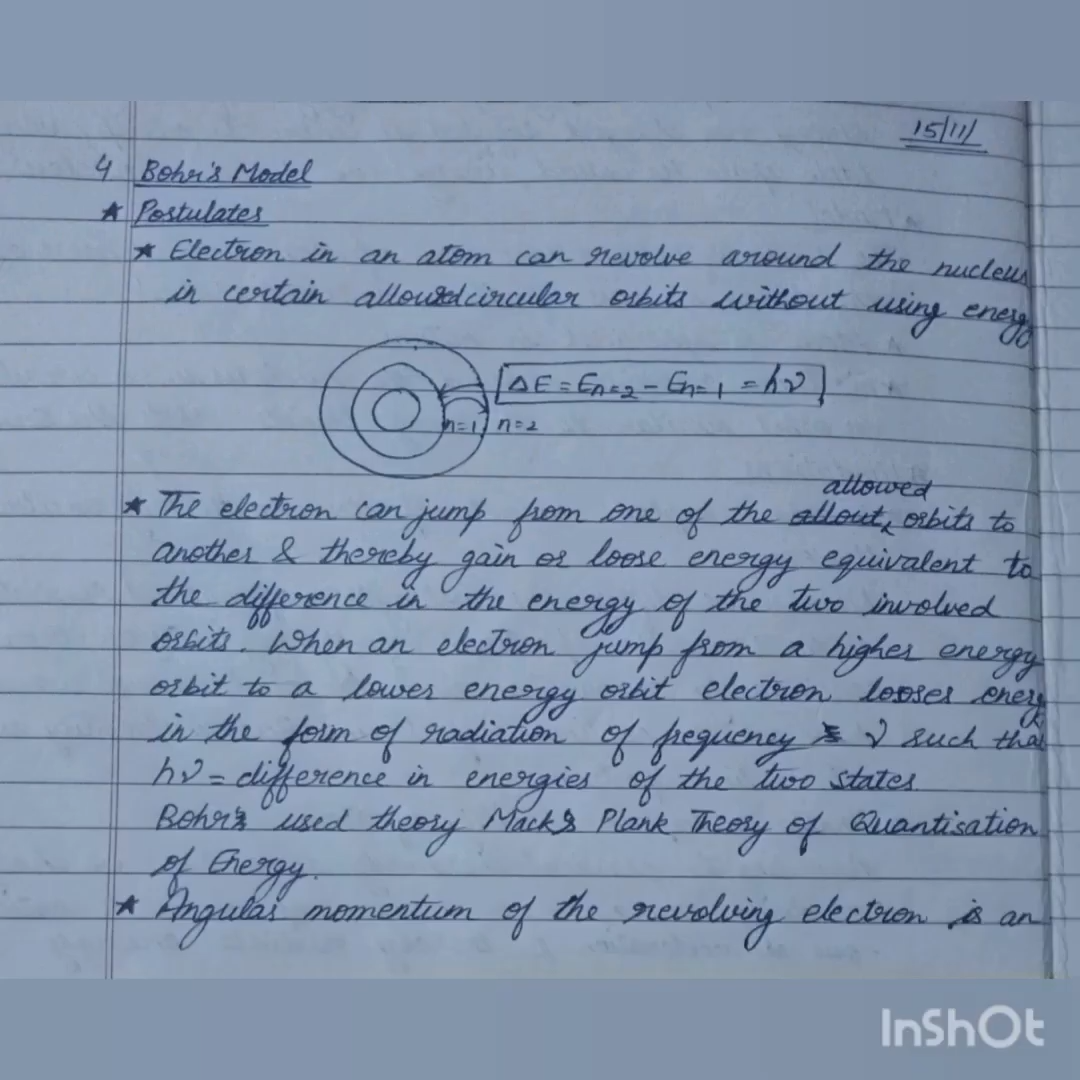 15/11/
4 Bohr's Model
★ Postulates
★ Electron in an atom can revolve around the nucleus
in certain allowed circular orbits without using energy
ΔE = En=2 - En=1 = hν
n=1 n=2
★ The electron can jump from one of the allowed orbits to
another & thereby gain or loose energy equivalent to
the difference in the energy of the two involved
orbits. When an electron jump from a higher energy
orbit to a lower energy orbit electron looses energy
in the form of radiation of frequency ν such that
hν = difference in energies of the two states.
Bohr's used theory Mack's Plank Theory of Quantisation
of Energy.
★ Angular momentum of the revolving electron is an
InShOt